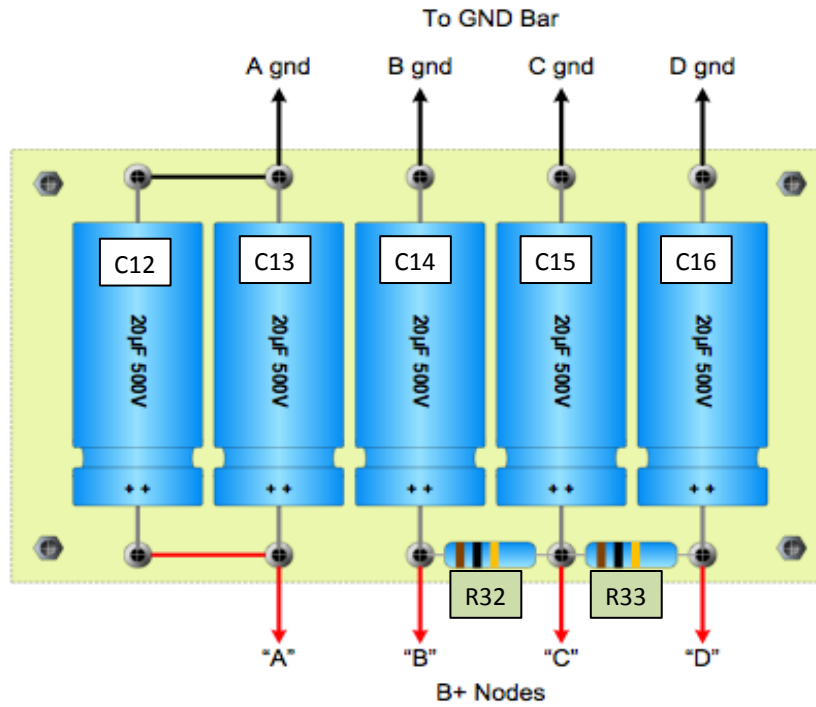 To GND Bar
A gnd B gnd C gnd D gnd
C12 C13 C14 C15 C16
20µF 500V 20µF 500V 20µF 500V 20µF 500V 20µF 500V
++ ++ ++ ++ ++
R32 R33
“A” “B” “C” “D”
B+ Nodes